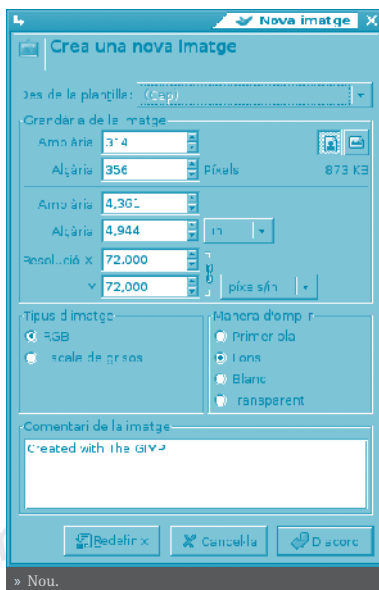 Nova imatge
Crea una nova imatge
Des de la plantilla: (Cap)
Grandària de la imatge
Amplària 314
Alçària 356 Píxels 873 KB
Amplària 4,361
Alçària 4,944 in
Resolució X 72,000
Y 72,000 píxels/in
Tipus d'imatge
RGB
Escala de grisos
Manera d'omplir
Primer pla
Fons
Blanc
Transparent
Comentari de la imatge
Created with The GIMP
Redefineix Cancel·la D'acord
» Nou.